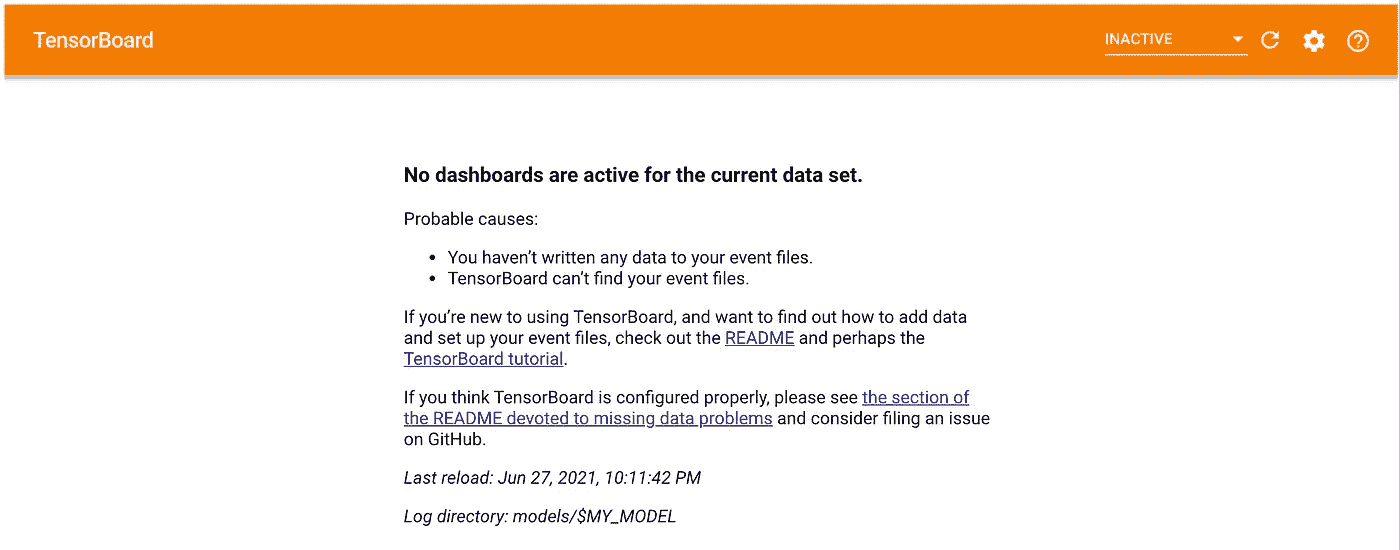 TensorBoard
INACTIVE
No dashboards are active for the current data set.
Probable causes:
• You haven’t written any data to your event files.
• TensorBoard can’t find your event files.
If you’re new to using TensorBoard, and want to find out how to add data
and set up your event files, check out the README and perhaps the
TensorBoard tutorial.
If you think TensorBoard is configured properly, please see the section of
the README devoted to missing data problems and consider filing an issue
on GitHub.
Last reload: Jun 27, 2021, 10:11:42 PM
Log directory: models/$MY_MODEL